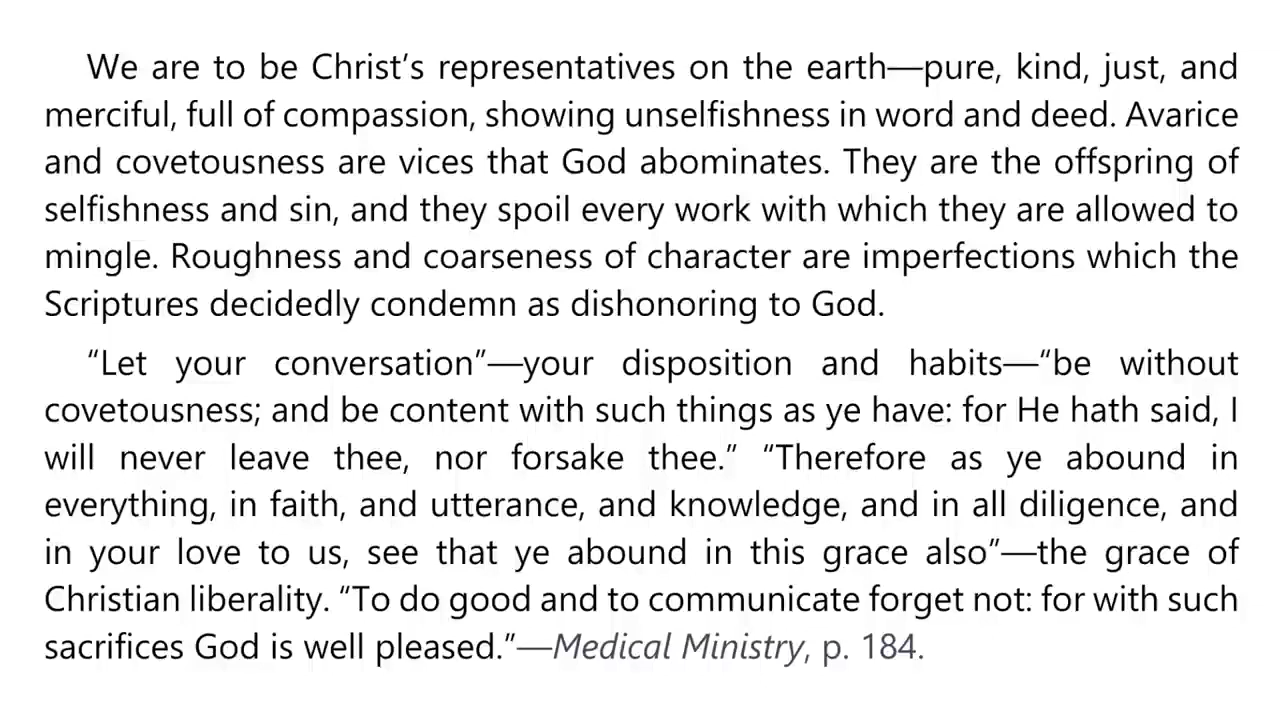 We are to be Christ’s representatives on the earth—pure, kind, just, and
merciful, full of compassion, showing unselfishness in word and deed. Avarice
and covetousness are vices that God abominates. They are the offspring of
selfishness and sin, and they spoil every work with which they are allowed to
mingle. Roughness and coarseness of character are imperfections which the
Scriptures decidedly condemn as dishonoring to God.
“Let your conversation”—your disposition and habits—“be without
covetousness; and be content with such things as ye have: for He hath said, I
will never leave thee, nor forsake thee.” “Therefore as ye abound in
everything, in faith, and utterance, and knowledge, and in all diligence, and
in your love to us, see that ye abound in this grace also”—the grace of
Christian liberality. “To do good and to communicate forget not: for with such
sacrifices God is well pleased.”—Medical Ministry, p. 184.